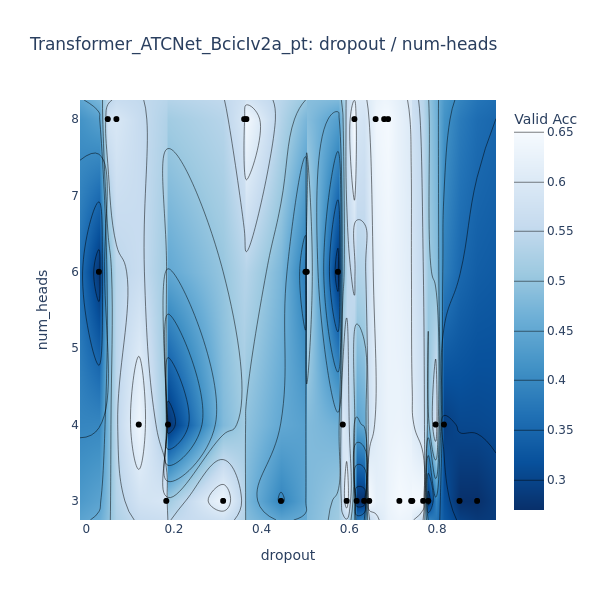 Transformer_ATCNet_BcicIv2a_pt: dropout / num-heads
Valid Acc
0.65
0.6
0.55
0.5
0.45
0.4
0.35
0.3
num_heads
8
7
6
5
4
3
0 0.2 0.4 0.6 0.8
dropout